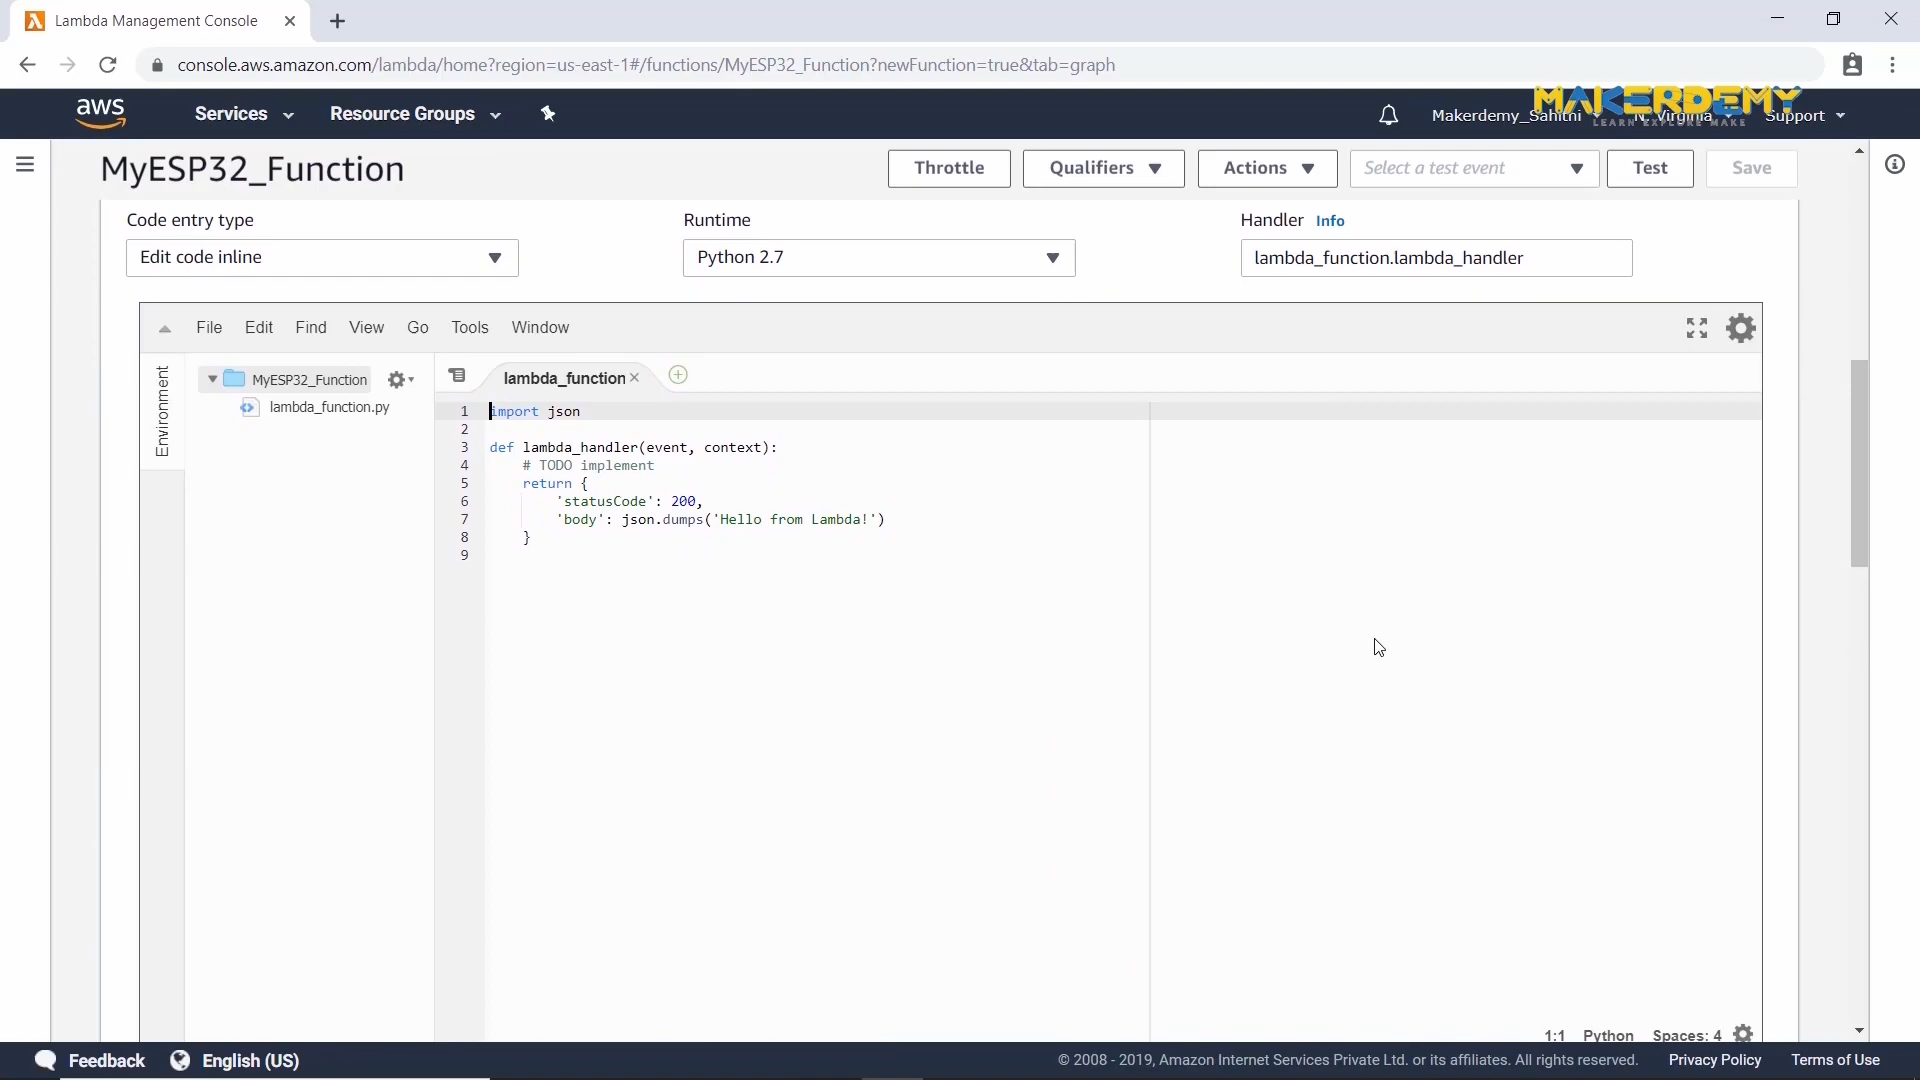 Lambda Management Console
console.aws.amazon.com/lambda/home?region=us-east-1#/functions/MyESP32_Function?newFunction=true&tab=graph
aws
Services
Resource Groups
Makerdemy_Sahithi
N. Virginia
Support
MAKERDEMY
LEARN EXPLORE MAKE
MyESP32_Function
Throttle
Qualifiers
Actions
Select a test event
Test
Save
Code entry type
Runtime
Handler Info
Edit code inline
Python 2.7
lambda_function.lambda_handler
File Edit Find View Go Tools Window
Environment
MyESP32_Function
lambda_function.py
lambda_function
1 import json
2
3 def lambda_handler(event, context):
4 # TODO implement
5 return {
6 'statusCode': 200,
7 'body': json.dumps('Hello from Lambda!')
8 }
9
1:1 Python Spaces: 4
Feedback
English (US)
© 2008 - 2019, Amazon Internet Services Private Ltd. or its affiliates. All rights reserved.
Privacy Policy
Terms of Use